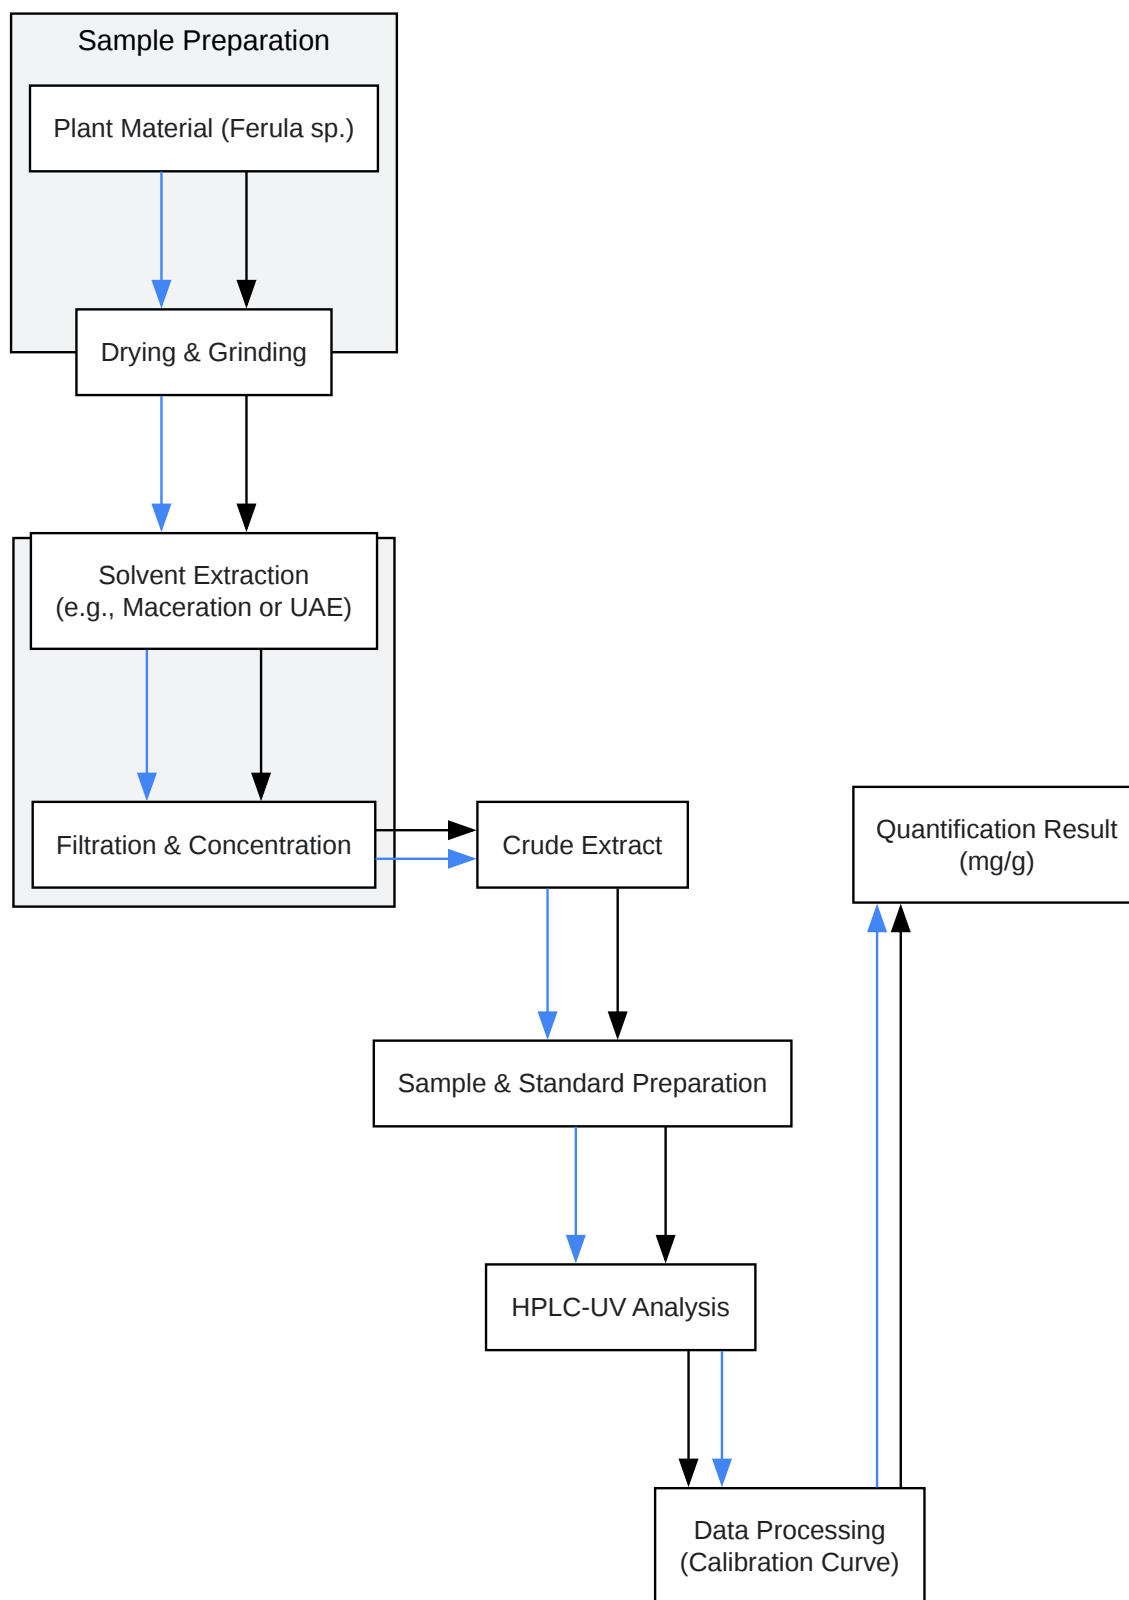 Sample Preparation
Plant Material (Ferula sp.)
Drying & Grinding
Solvent Extraction
(e.g., Maceration or UAE)
Filtration & Concentration
Crude Extract
Quantification Result
(mg/g)
Sample & Standard Preparation
HPLC-UV Analysis
Data Processing
(Calibration Curve)